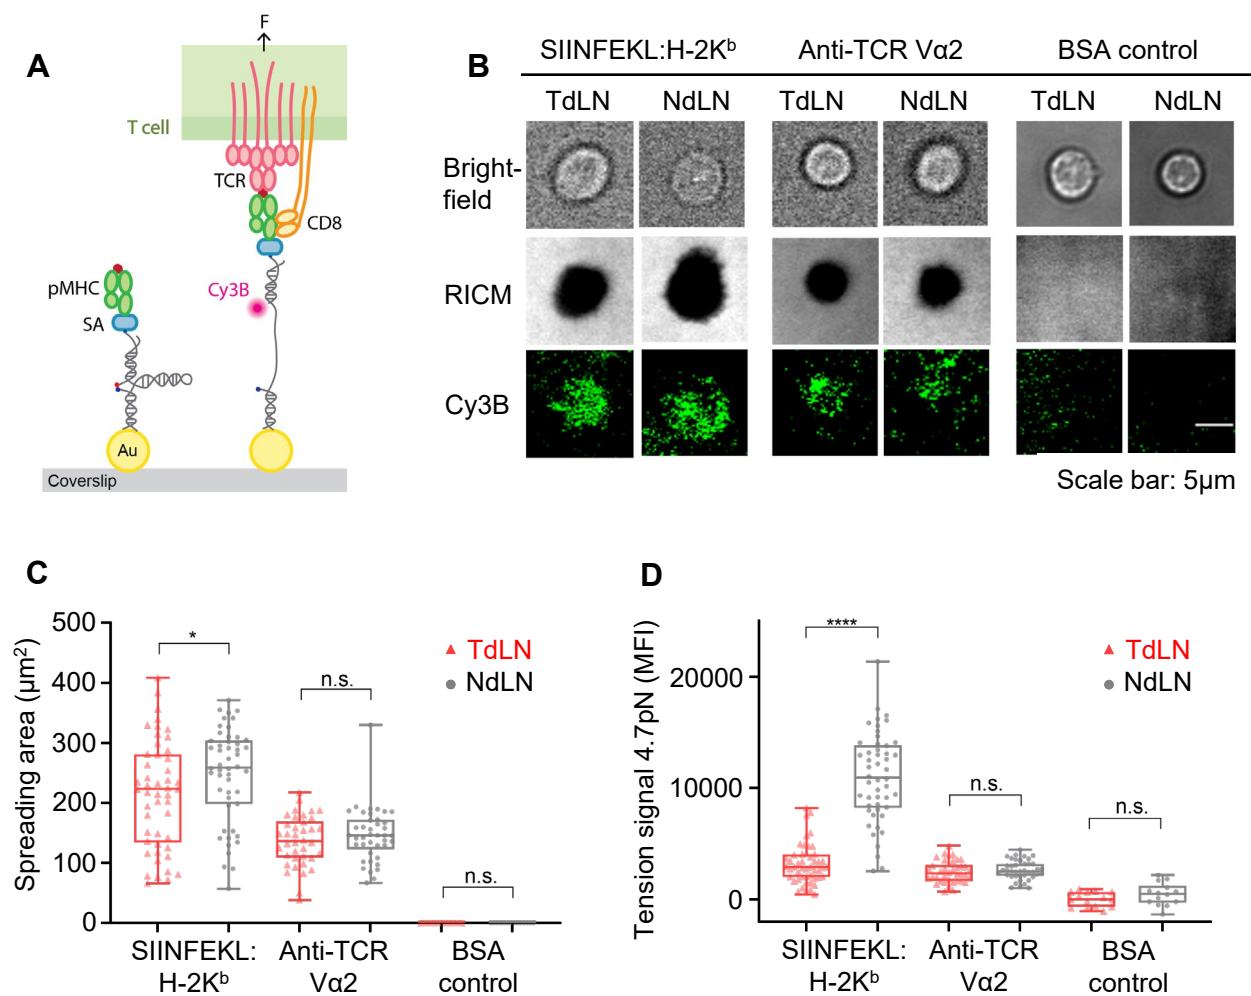 A
F
T cell
TCR
CD8
pMHC
SA
Cy3B
Au
Coverslip
B
SIINFEKL:H-2Kᵇ
Anti-TCR Vα2
BSA control
TdLN
NdLN
TdLN
NdLN
TdLN
NdLN
Bright-
field
RICM
Cy3B
Scale bar: 5μm
C
Spreading area (μm²)
500
400
300
200
100
0
*
n.s.
n.s.
TdLN
NdLN
SIINFEKL:
H-2Kᵇ
Anti-TCR
Vα2
BSA
control
D
Tension signal 4.7pN (MFI)
20000
10000
0
****
n.s.
n.s.
TdLN
NdLN
SIINFEKL:
H-2Kᵇ
Anti-TCR
Vα2
BSA
control